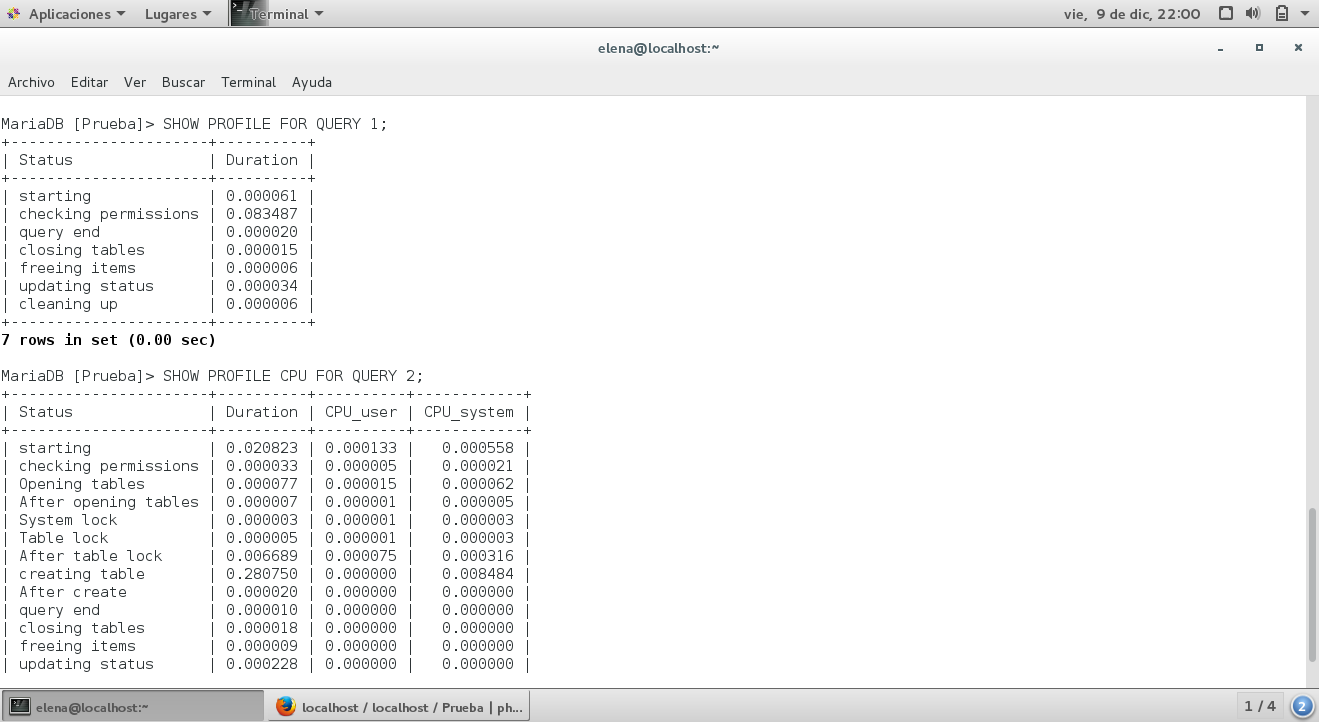 Aplicaciones Lugares Terminal vie, 9 de dic, 22:00
elena@localhost:~
Archivo Editar Ver Buscar Terminal Ayuda
MariaDB [Prueba]> SHOW PROFILE FOR QUERY 1;
+----------------------+----------+
| Status               | Duration |
+----------------------+----------+
| starting             | 0.000061 |
| checking permissions | 0.083487 |
| query end            | 0.000020 |
| closing tables       | 0.000015 |
| freeing items        | 0.000006 |
| updating status      | 0.000034 |
| cleaning up          | 0.000006 |
+----------------------+----------+
7 rows in set (0.00 sec)
MariaDB [Prueba]> SHOW PROFILE CPU FOR QUERY 2;
+----------------------+----------+----------+------------+
| Status               | Duration | CPU_user | CPU_system |
+----------------------+----------+----------+------------+
| starting             | 0.020823 | 0.000133 |   0.000558 |
| checking permissions | 0.000033 | 0.000005 |   0.000021 |
| Opening tables       | 0.000077 | 0.000015 |   0.000062 |
| After opening tables | 0.000007 | 0.000001 |   0.000005 |
| System lock          | 0.000003 | 0.000001 |   0.000003 |
| Table lock           | 0.000005 | 0.000001 |   0.000003 |
| After table lock     | 0.006689 | 0.000075 |   0.000316 |
| creating table       | 0.280750 | 0.000000 |   0.008484 |
| After create         | 0.000020 | 0.000000 |   0.000000 |
| query end            | 0.000010 | 0.000000 |   0.000000 |
| closing tables       | 0.000018 | 0.000000 |   0.000000 |
| freeing items        | 0.000009 | 0.000000 |   0.000000 |
| updating status      | 0.000228 | 0.000000 |   0.000000 |
elena@localhost:~ localhost / localhost / Prueba | ph... 1 / 4 2